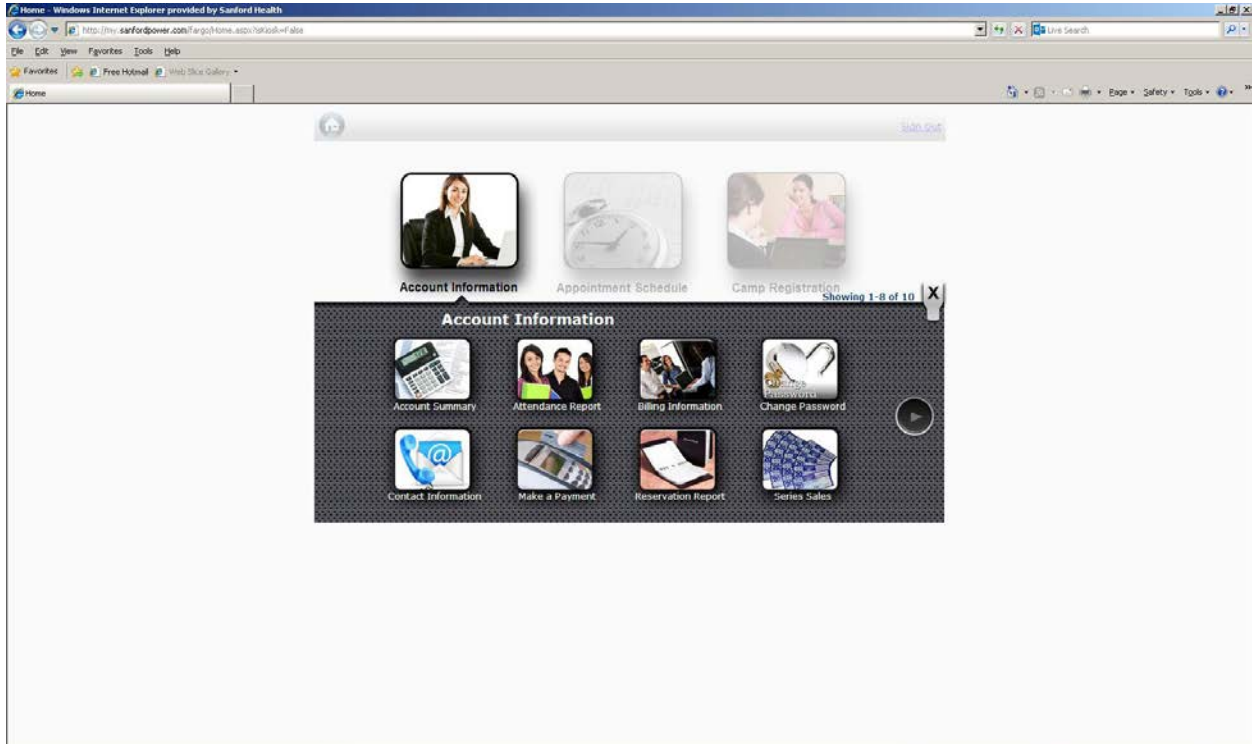 Home - Windows Internet Explorer provided by Sanford Health
http://my.sanfordpower.com/fargo/Home.aspx?isKiosk=False
Live Search
File Edit View Favorites Tools Help
Favorites Free Hotmail Web Slice Gallery
Home
Page Safety Tools
Sign Out
Account Information Appointment Schedule Camp Registration
Showing 1-8 of 10 X
Account Information
Change
Password
Account Summary Attendance Report Billing Information Change Password
Contact Information Make a Payment Reservation Report Series Sales